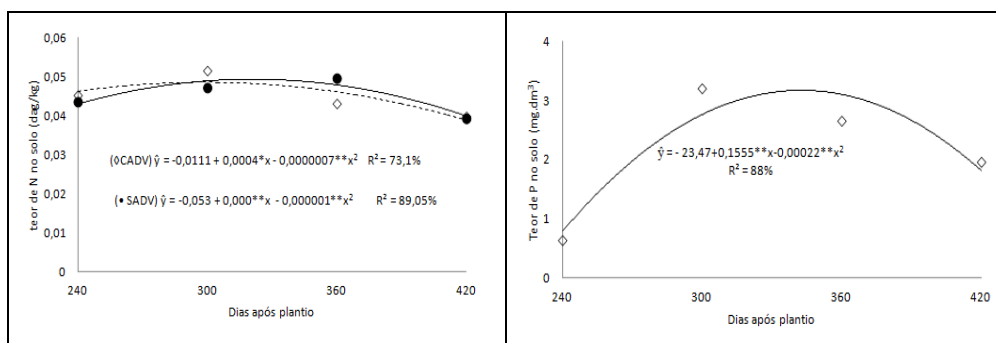 0,06
0,05
0,04
0,03
0,02
0,01
0
teor de N no solo (dag/kg)
(◊CADV) ŷ = -0,0111 + 0,0004*x - 0,0000007**x² R² = 73,1%
(• SADV) ŷ = -0,053 + 0,000**x - 0,000001**x² R² = 89,05%
240 300 360 420
Dias após plantio
4
3
2
1
0
Teor de P no solo (mg.dm³)
ŷ = - 23,47+0,1555**x-0,00022**x²
R² = 88%
240 300 360 420
Dias após plantio